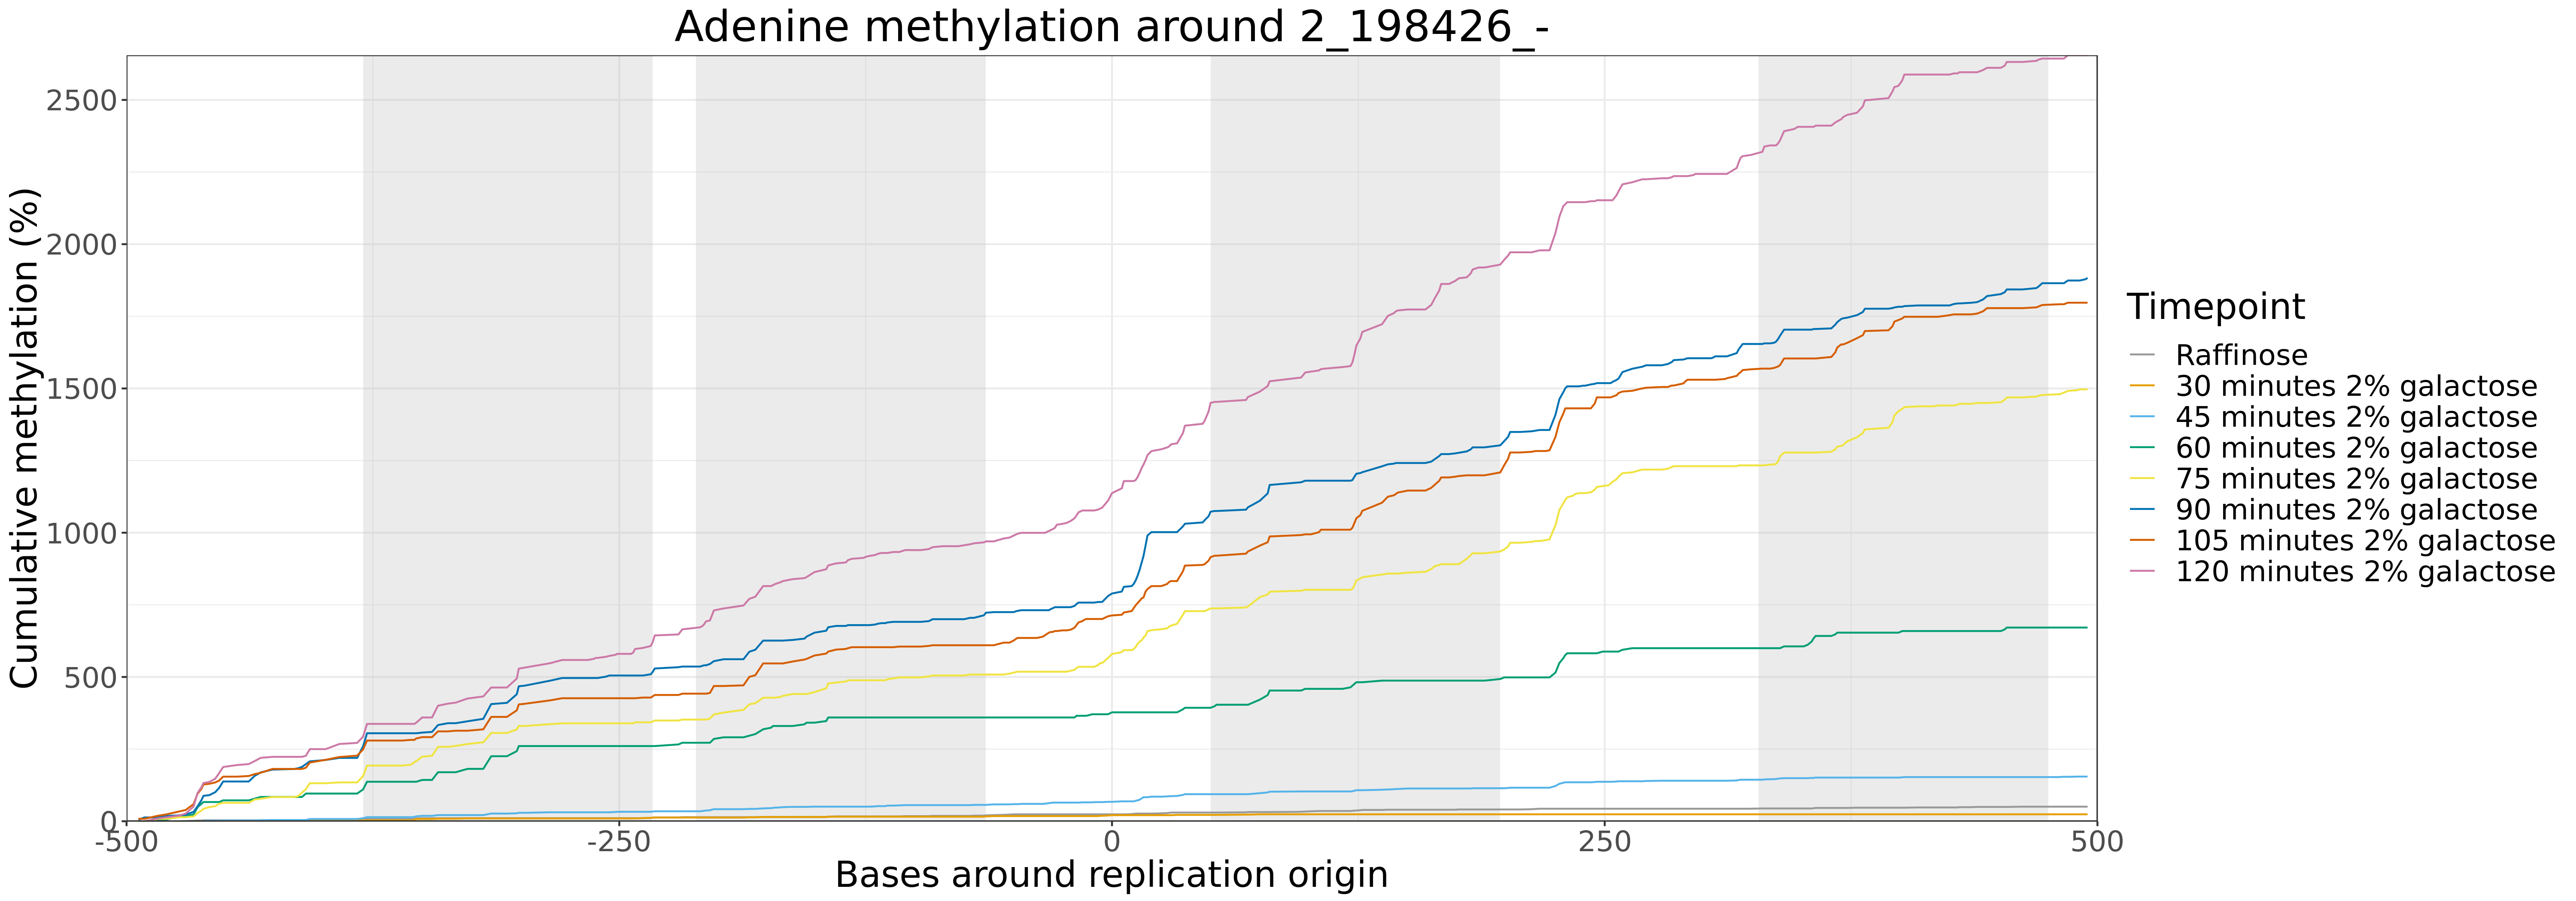 Adenine methylation around 2_198426_-
Cumulative methylation (%)
2500
2000
1500
1000
500
0
-500
-250
0
250
500
Bases around replication origin
Timepoint
Raffinose
30 minutes 2% galactose
45 minutes 2% galactose
60 minutes 2% galactose
75 minutes 2% galactose
90 minutes 2% galactose
105 minutes 2% galactose
120 minutes 2% galactose